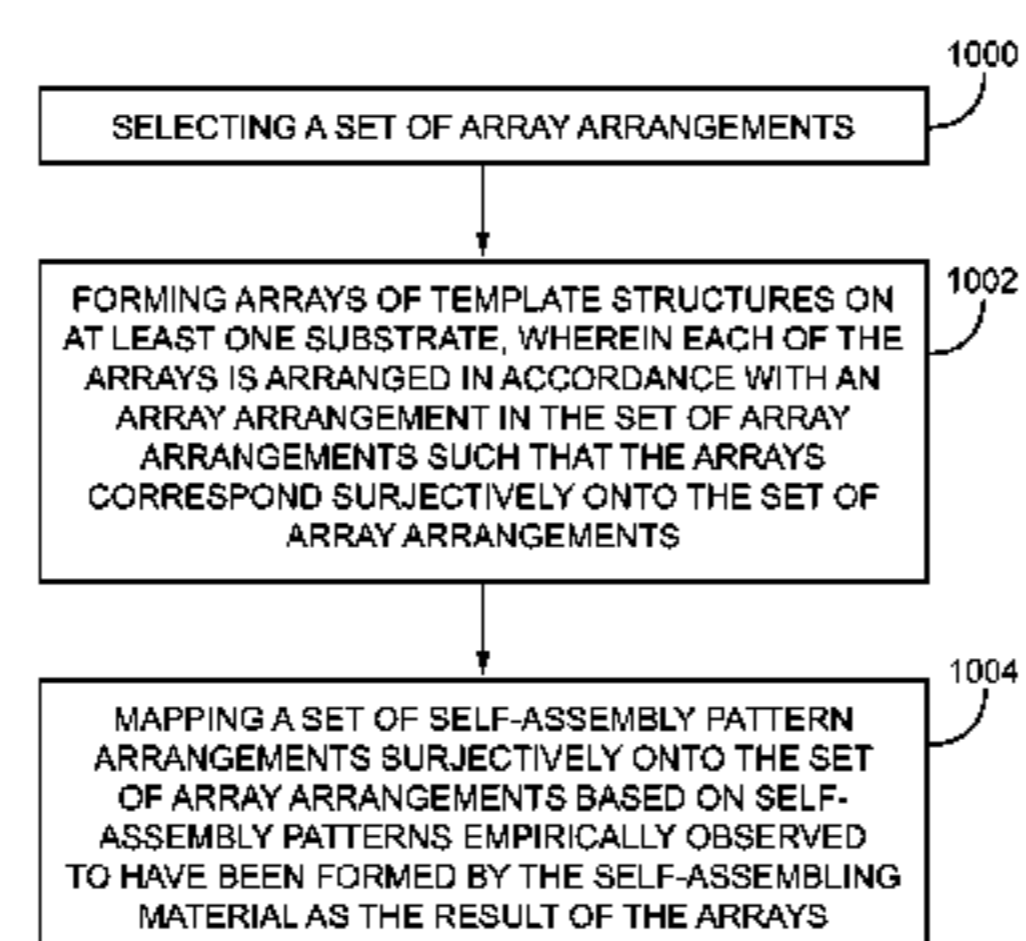 1000
SELECTING A SET OF ARRAY ARRANGEMENTS
1002
FORMING ARRAYS OF TEMPLATE STRUCTURES ON
AT LEAST ONE SUBSTRATE, WHEREIN EACH OF THE
ARRAYS IS ARRANGED IN ACCORDANCE WITH AN
ARRAY ARRANGEMENT IN THE SET OF ARRAY
ARRANGEMENTS SUCH THAT THE ARRAYS
CORRESPOND SURJECTIVELY ONTO THE SET OF
ARRAY ARRANGEMENTS
1004
MAPPING A SET OF SELF-ASSEMBLY PATTERN
ARRANGEMENTS SURJECTIVELY ONTO THE SET
OF ARRAY ARRANGEMENTS BASED ON SELF-
ASSEMBLY PATTERNS EMPIRICALLY OBSERVED
TO HAVE BEEN FORMED BY THE SELF-ASSEMBLING
MATERIAL AS THE RESULT OF THE ARRAYS